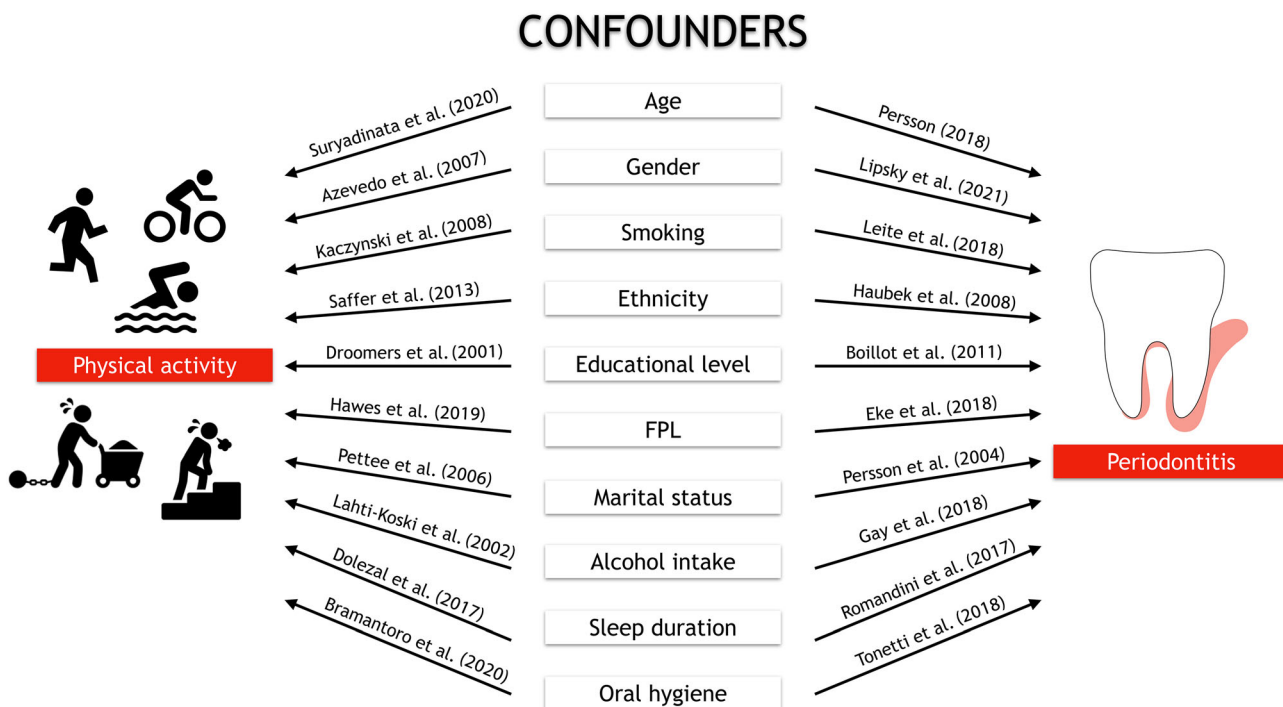 CONFOUNDERS
Suryadinata et al. (2020)
Age
Persson (2018)
Azevedo et al. (2007)
Gender
Lipsky et al. (2021)
Kaczynski et al. (2008)
Smoking
Leite et al. (2018)
Saffer et al. (2013)
Ethnicity
Haubek et al. (2008)
Physical activity
Droomers et al. (2001)
Educational level
Boillot et al. (2011)
Hawes et al. (2019)
FPL
Eke et al. (2018)
Periodontitis
Pettee et al. (2006)
Marital status
Persson et al. (2004)
Lahti-Koski et al. (2002)
Alcohol intake
Gay et al. (2018)
Dolezal et al. (2017)
Sleep duration
Romandini et al. (2017)
Bramantoro et al. (2020)
Oral hygiene
Tonetti et al. (2018)